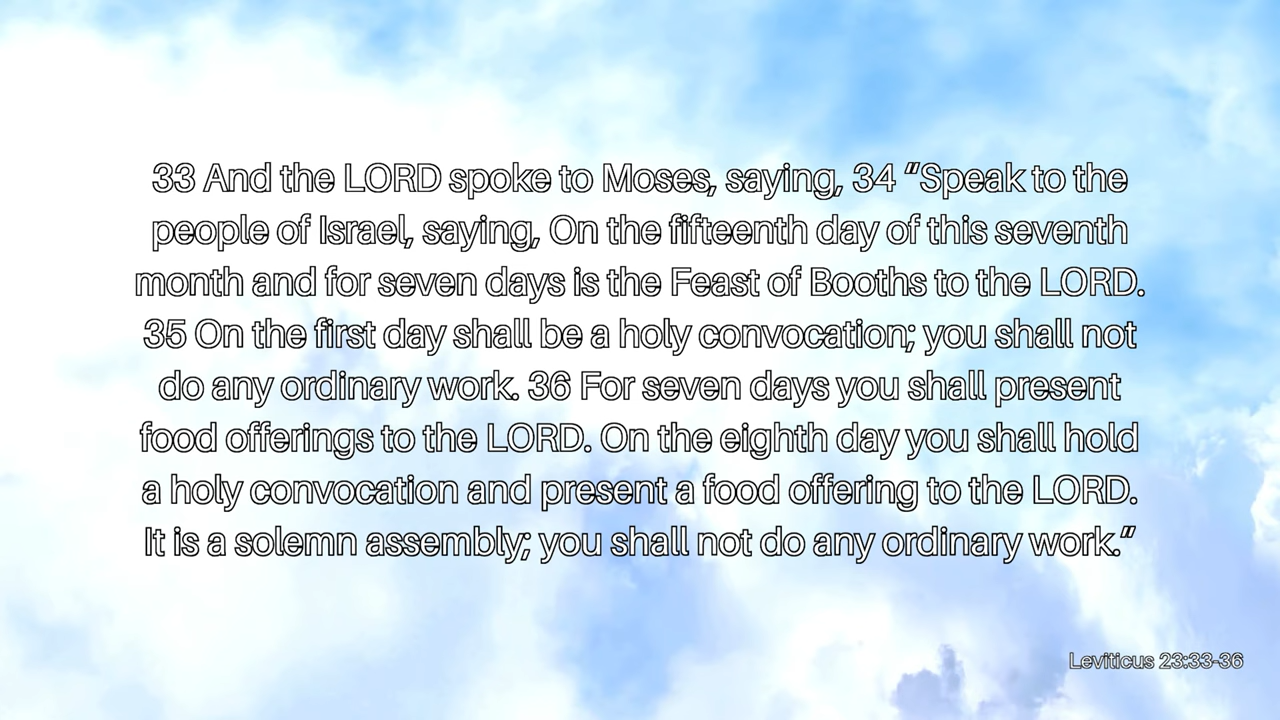 33 And the LORD spoke to Moses, saying, 34 “Speak to the
people of Israel, saying, On the fifteenth day of this seventh
month and for seven days is the Feast of Booths to the LORD.
35 On the first day shall be a holy convocation; you shall not
do any ordinary work. 36 For seven days you shall present
food offerings to the LORD. On the eighth day you shall hold
a holy convocation and present a food offering to the LORD.
It is a solemn assembly; you shall not do any ordinary work.”
Leviticus 23:33-36